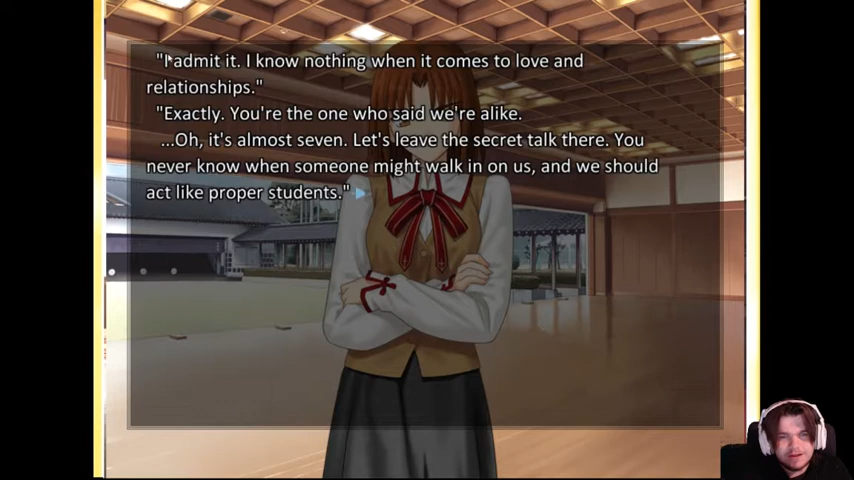 "I admit it. I know nothing when it comes to love and
relationships."
"Exactly. You're the one who said we're alike.
...Oh, it's almost seven. Let's leave the secret talk there. You
never know when someone might walk in on us, and we should
act like proper students."